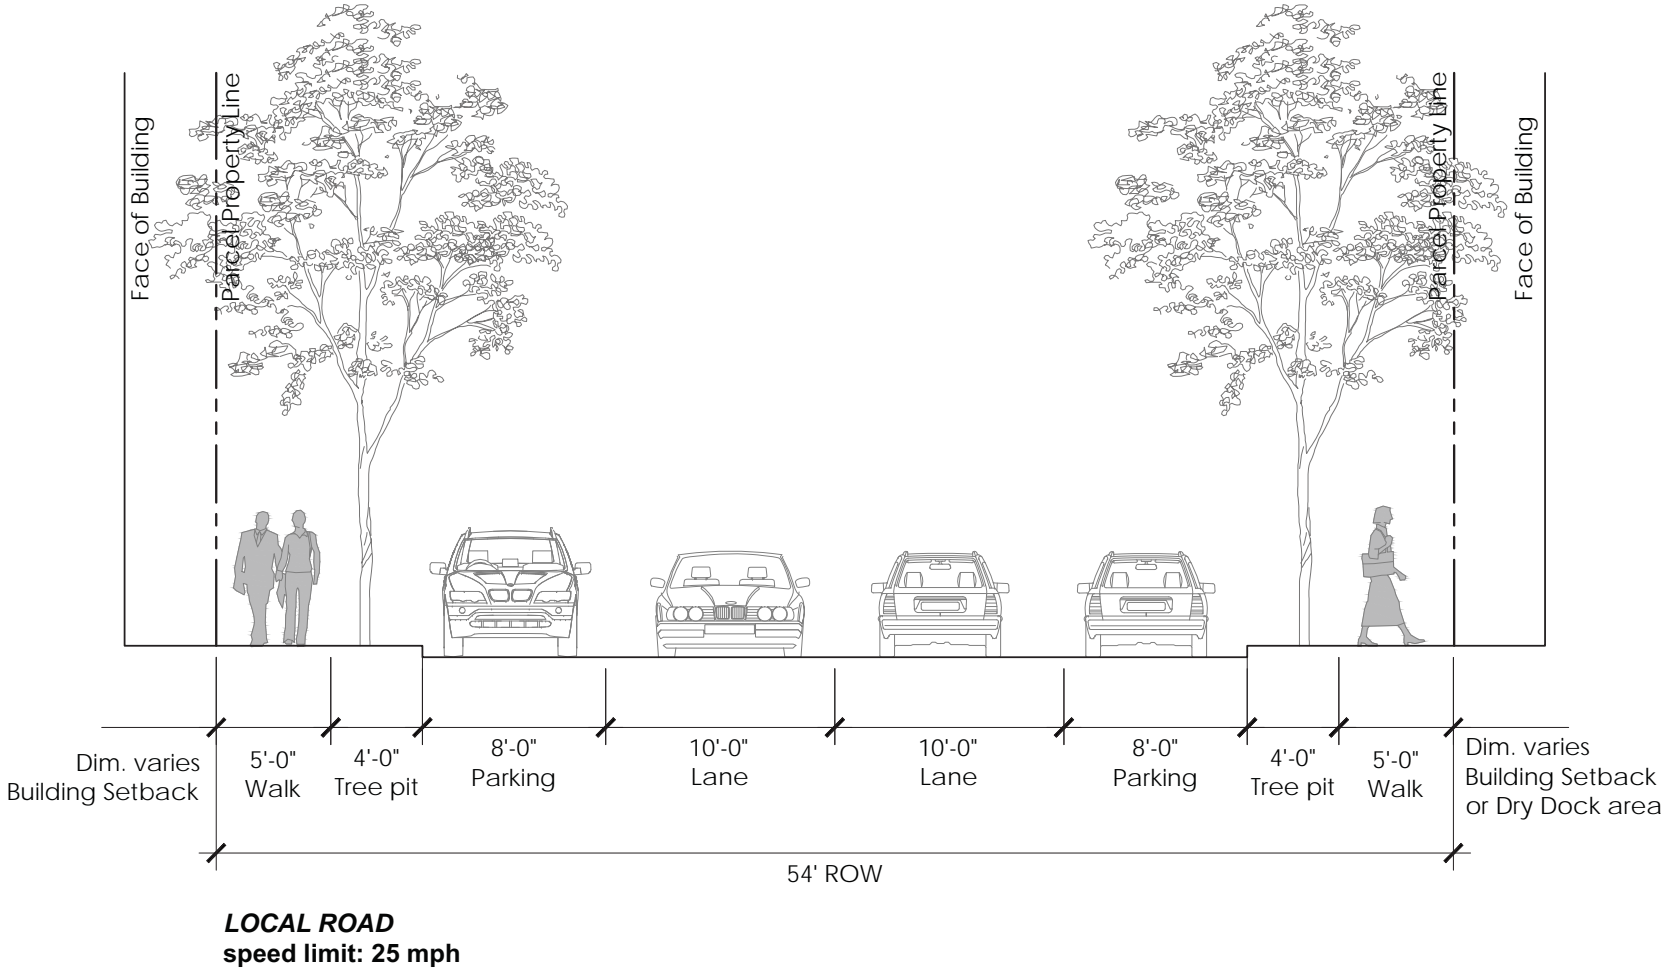 Face of Building
Parcel Property Line
Parcel Property Line
Face of Building
Dim. varies
Building Setback
5'-0"
Walk
4'-0"
Tree pit
8'-0"
Parking
10'-0"
Lane
10'-0"
Lane
8'-0"
Parking
4'-0"
Tree pit
5'-0"
Walk
Dim. varies
Building Setback
or Dry Dock area
54' ROW
LOCAL ROAD
speed limit: 25 mph